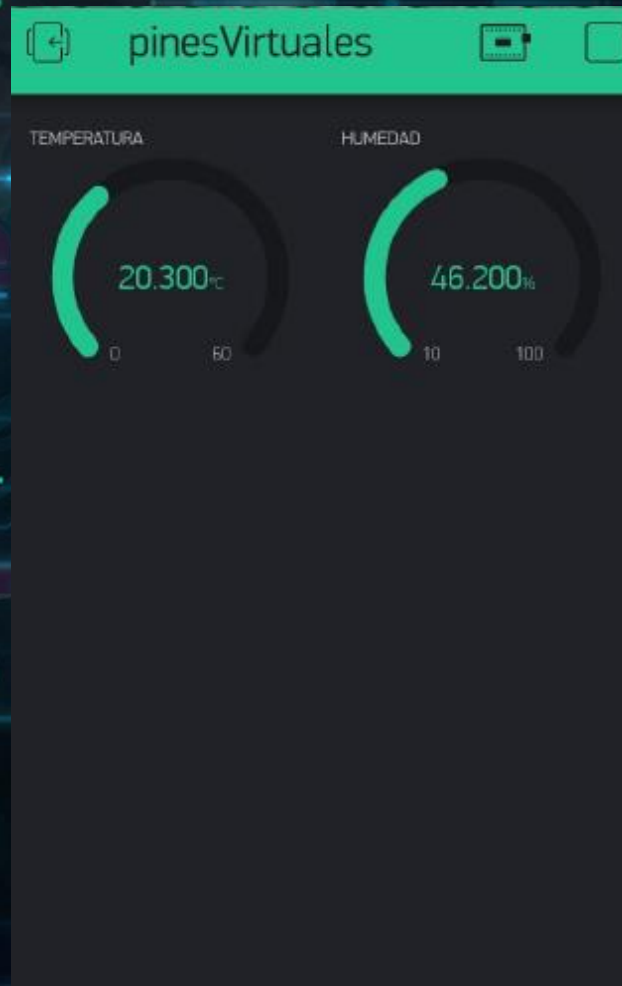 pinesVirtuales
TEMPERATURA
HUMEDAD
20.300°C
46.200%
0 60
10 100